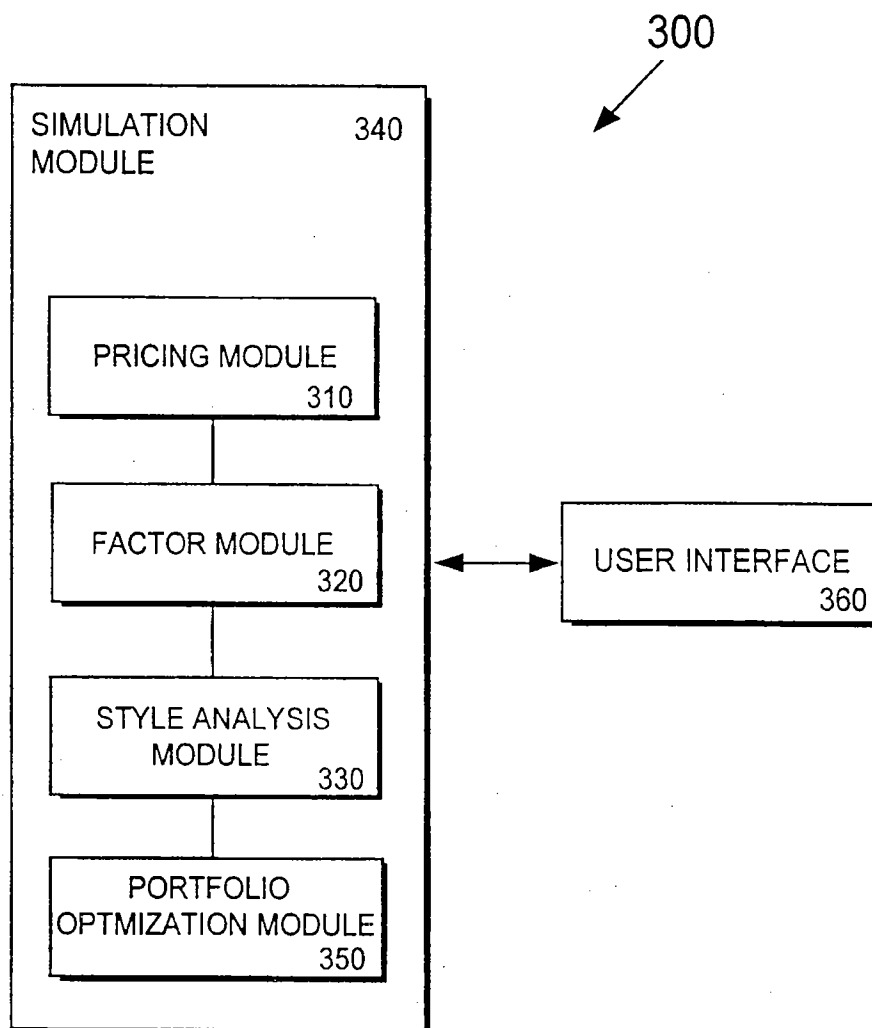 300
SIMULATION 340
MODULE
PRICING MODULE
310
FACTOR MODULE
320
STYLE ANALYSIS
MODULE
330
PORTFOLIO
OPTMIZATION MODULE
350
USER INTERFACE
360